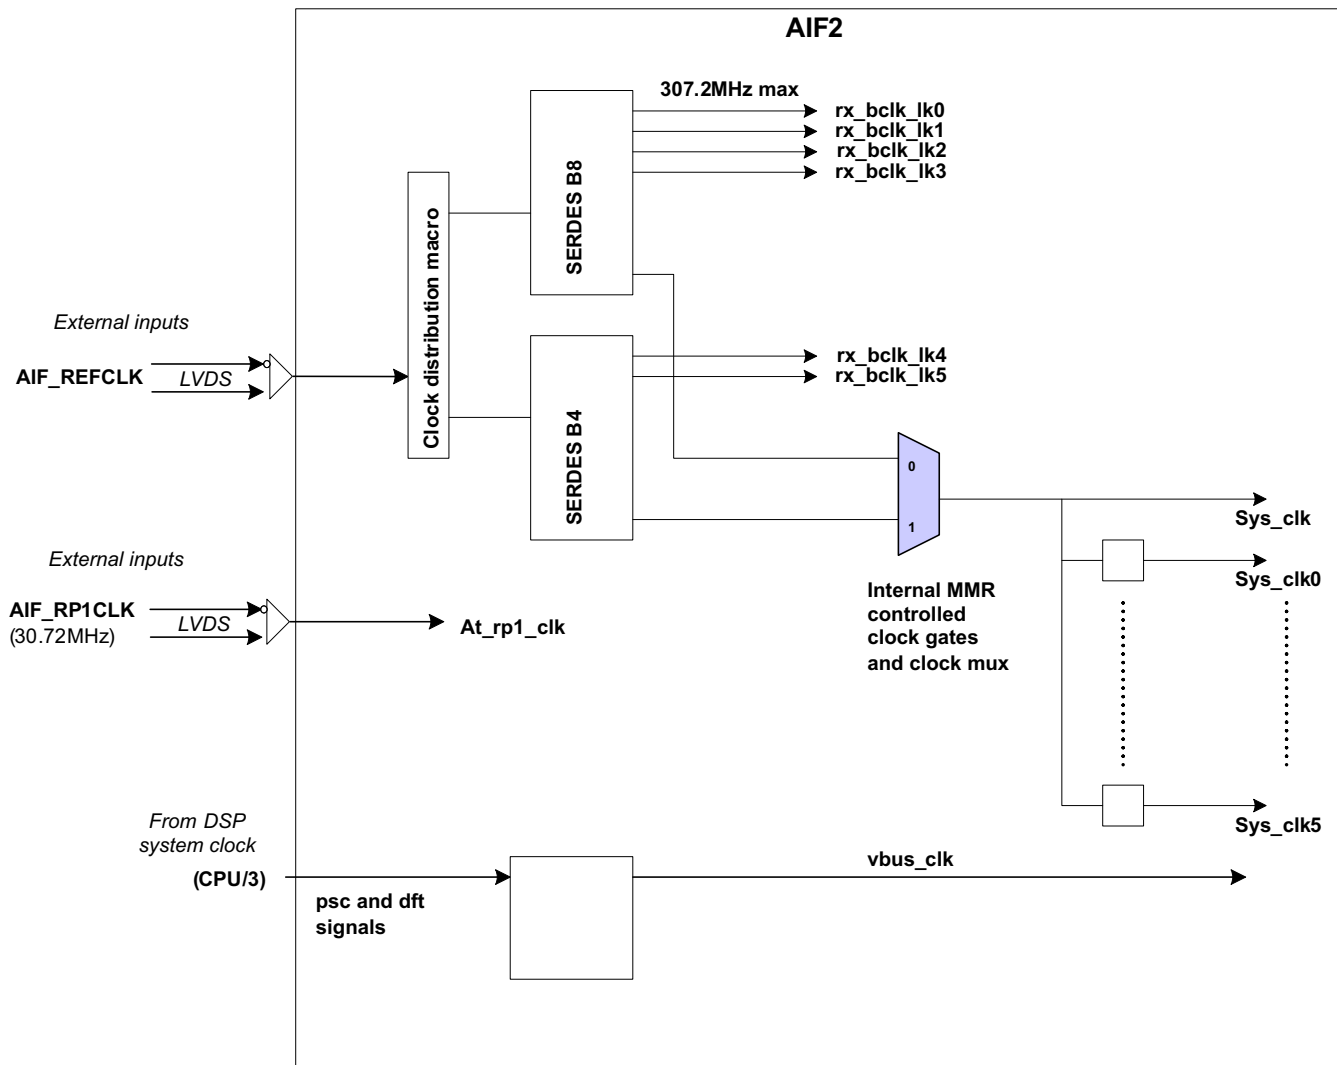 AIF2
307.2MHz max
rx_bclk_lk0
rx_bclk_lk1
rx_bclk_lk2
rx_bclk_lk3
SERDES B8
Clock distribution macro
External inputs
AIF_REFCLK
LVDS
rx_bclk_lk4
rx_bclk_lk5
SERDES B4
0
1
Sys_clk
Sys_clk0
External inputs
AIF_RP1CLK
(30.72MHz)
LVDS
At_rp1_clk
Internal MMR
controlled
clock gates
and clock mux
Sys_clk5
From DSP
system clock
(CPU/3)
psc and dft
signals
vbus_clk